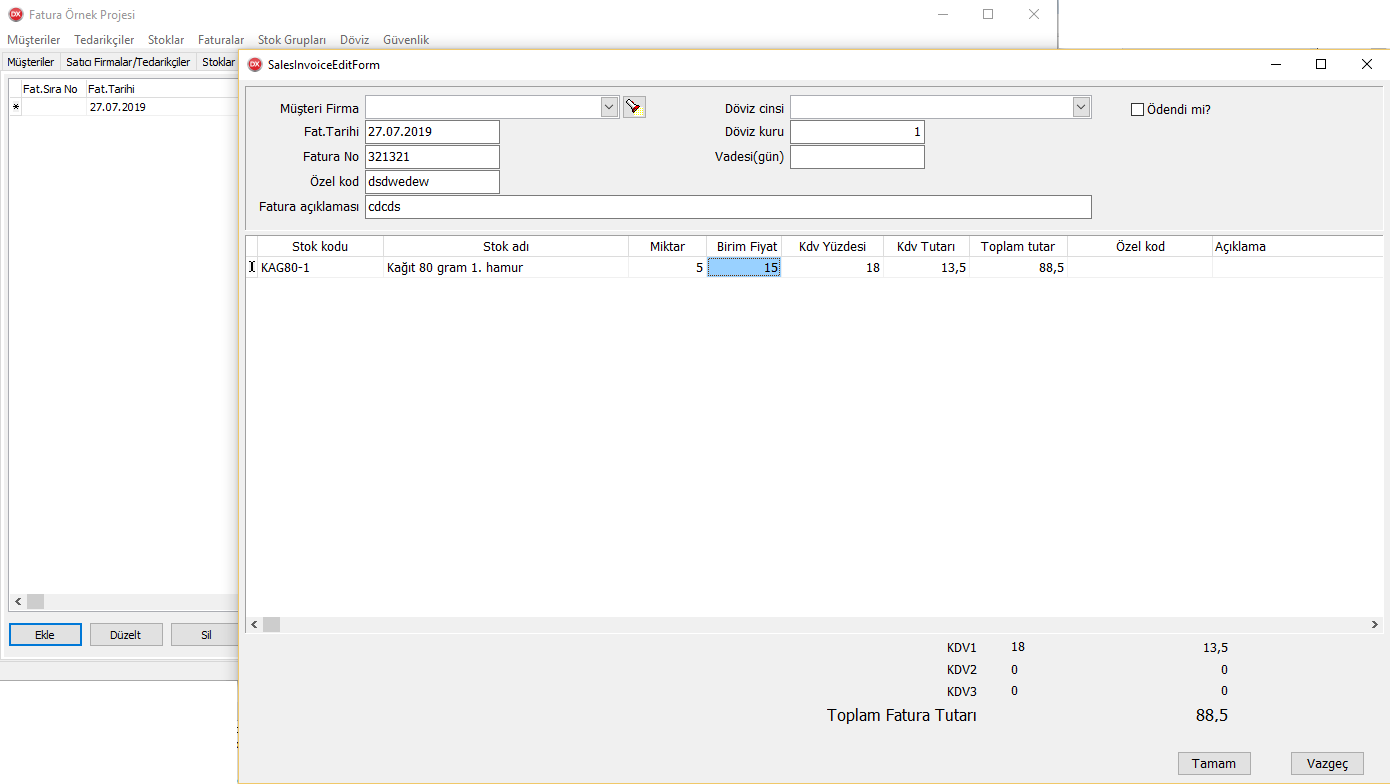 DX Fatura Örnek Projesi
Müşteriler Tedarikçiler Stoklar Faturalar Stok Grupları Döviz Güvenlik
Müşteriler Satıcı Firmalar/Tedarikçiler Stoklar
Fat.Sıra No Fat.Tarihi
* 27.07.2019
Ekle Düzelt Sil
DX SalesInvoiceEditForm
Müşteri Firma Döviz cinsi Ödendi mi?
Fat.Tarihi 27.07.2019 Döviz kuru 1
Fatura No 321321 Vadesi(gün)
Özel kod dsdwedew
Fatura açıklaması cdcds
Stok kodu Stok adı Miktar Birim Fiyat Kdv Yüzdesi Kdv Tutarı Toplam tutar Özel kod Açıklama
KAG80-1 Kağıt 80 gram 1. hamur 5 15 18 13,5 88,5
KDV1 18 13,5
KDV2 0 0
KDV3 0 0
Toplam Fatura Tutarı 88,5
Tamam Vazgeç